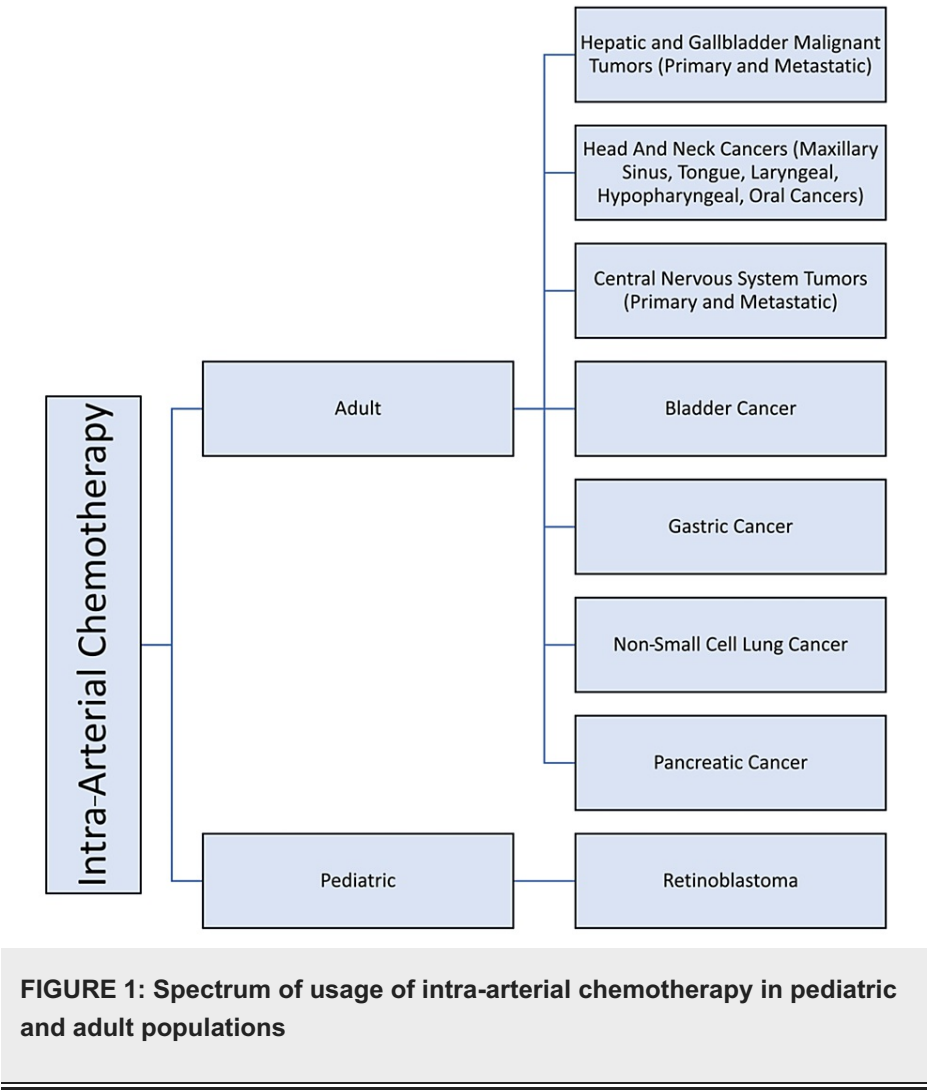 Intra-Arterial Chemotherapy
Adult
Hepatic and Gallbladder Malignant
Tumors (Primary and Metastatic)
Head And Neck Cancers (Maxillary
Sinus, Tongue, Laryngeal,
Hypopharyngeal, Oral Cancers)
Central Nervous System Tumors
(Primary and Metastatic)
Bladder Cancer
Gastric Cancer
Non-Small Cell Lung Cancer
Pancreatic Cancer
Pediatric
Retinoblastoma
FIGURE 1: Spectrum of usage of intra-arterial chemotherapy in pediatric
and adult populations